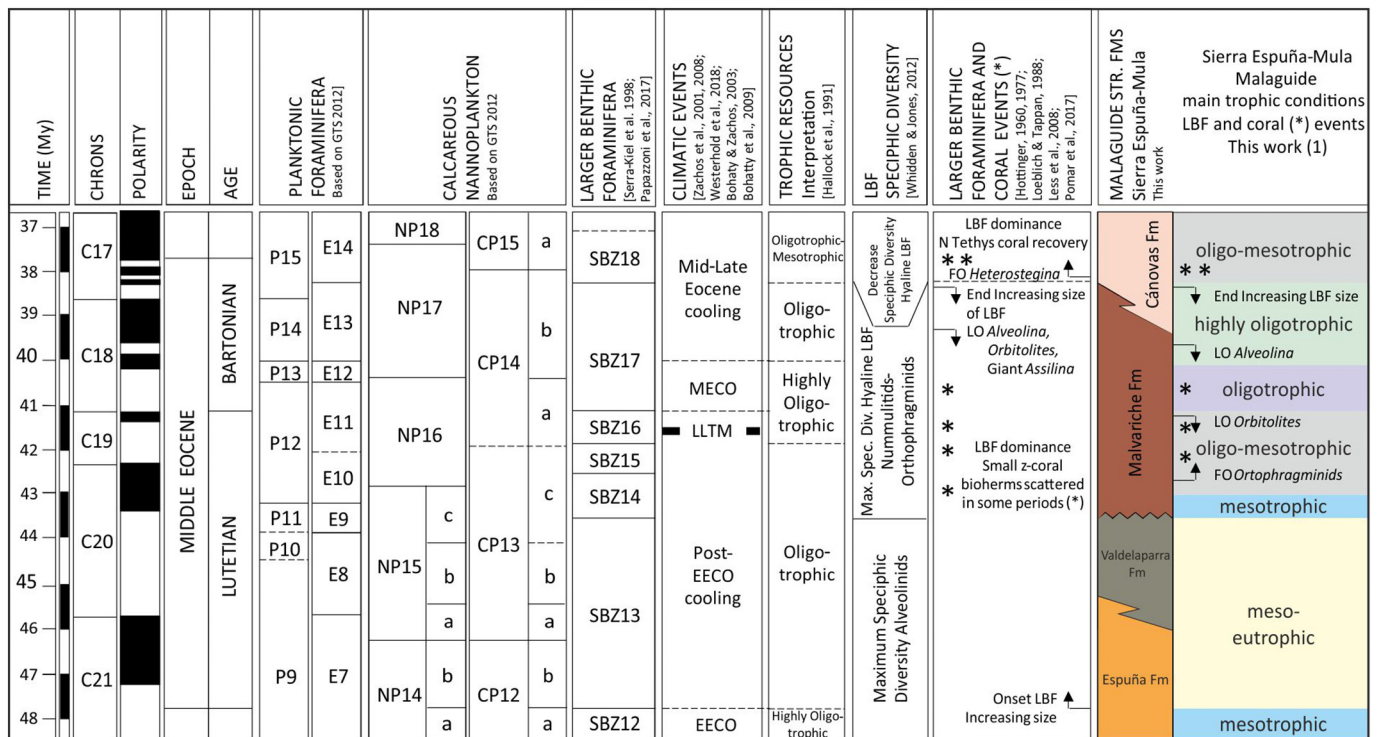 TIME (My)
CHRONS
POLARITY
EPOCH
AGE
PLANKTONIC
FORAMINIFERA
Based on GTS 2012]
CALCAREOUS
NANNOPLANKTON
Based on GTS 2012
LARGER BENTHIC
FORAMINIFERA
[Serra-Kiel et al. 1998;
Papazzoni et al., 2017]
CLIMATIC EVENTS
[Zachos et al., 2001, 2008;
Westerhold et al., 2018;
Bohaty & Zachos, 2003;
Bohatty et al., 2009]
TROPHIC RESOURCES
Interpretation
[Hallock et al., 1991]
LBF
SPECIPHIC DIVERSITY
[Whidden & Jones, 2012]
LARGER BENTHIC
FORAMINIFERA AND
CORAL EVENTS (*)
[Hottinger, 1960, 1977;
Loeblich & Tappan, 1988;
Less et al., 2008;
Pomar et al., 2017]
MALAGUIDE STR. FMS
Sierra Espuña-Mula
This work
Sierra Espuña-Mula
Malaguide
main trophic conditions
LBF and coral (*) events
This work (1)
37
38
39
40
41
42
43
44
45
46
47
48
C17
C18
C19
C20
C21
MIDDLE EOCENE
BARTONIAN
LUTETIAN
P15
P14
P13
P12
P11
P10
P9
E14
E13
E12
E11
E10
E9
E8
E7
NP18
NP17
NP16
NP15
c
b
a
NP14
b
a
CP15
a
CP14
b
a
CP13
c
b
a
CP12
b
a
SBZ18
SBZ17
SBZ16
SBZ15
SBZ14
SBZ13
SBZ12
Mid-Late
Eocene
cooling
MECO
LLTM
Post-
EECO
cooling
EECO
Oligotrophic-
Mesotrophic
Oligo-
trophic
Highly
Oligo-
trophic
Oligo-
trophic
Highly Oligo-
trophic
Decrease
Speciphic Diversity
Hyaline LBF
Max. Spec. Div. Hyaline LBF
Nummulitids-
Orthophragminids
Maximum Speciphic
Diversity Alveolinids
LBF dominance
N Tethys coral recovery
* *
FO Heterostegina
End Increasing size
of LBF
LO Alveolina,
Orbitolites,
Giant Assilina
*
*
*
LBF dominance
Small z-coral
bioherms scattered
* in some periods (*)
Onset LBF
Increasing size
Cánovas Fm
Malvariche Fm
Valdelaparra
Fm
Espuña Fm
oligo-mesotrophic
* *
End Increasing LBF size
highly oligotrophic
LO Alveolina
* oligotrophic
LO Orbitolites
*
oligo-mesotrophic
*
FO Ortophragminids
mesotrophic
meso-
eutrophic
mesotrophic